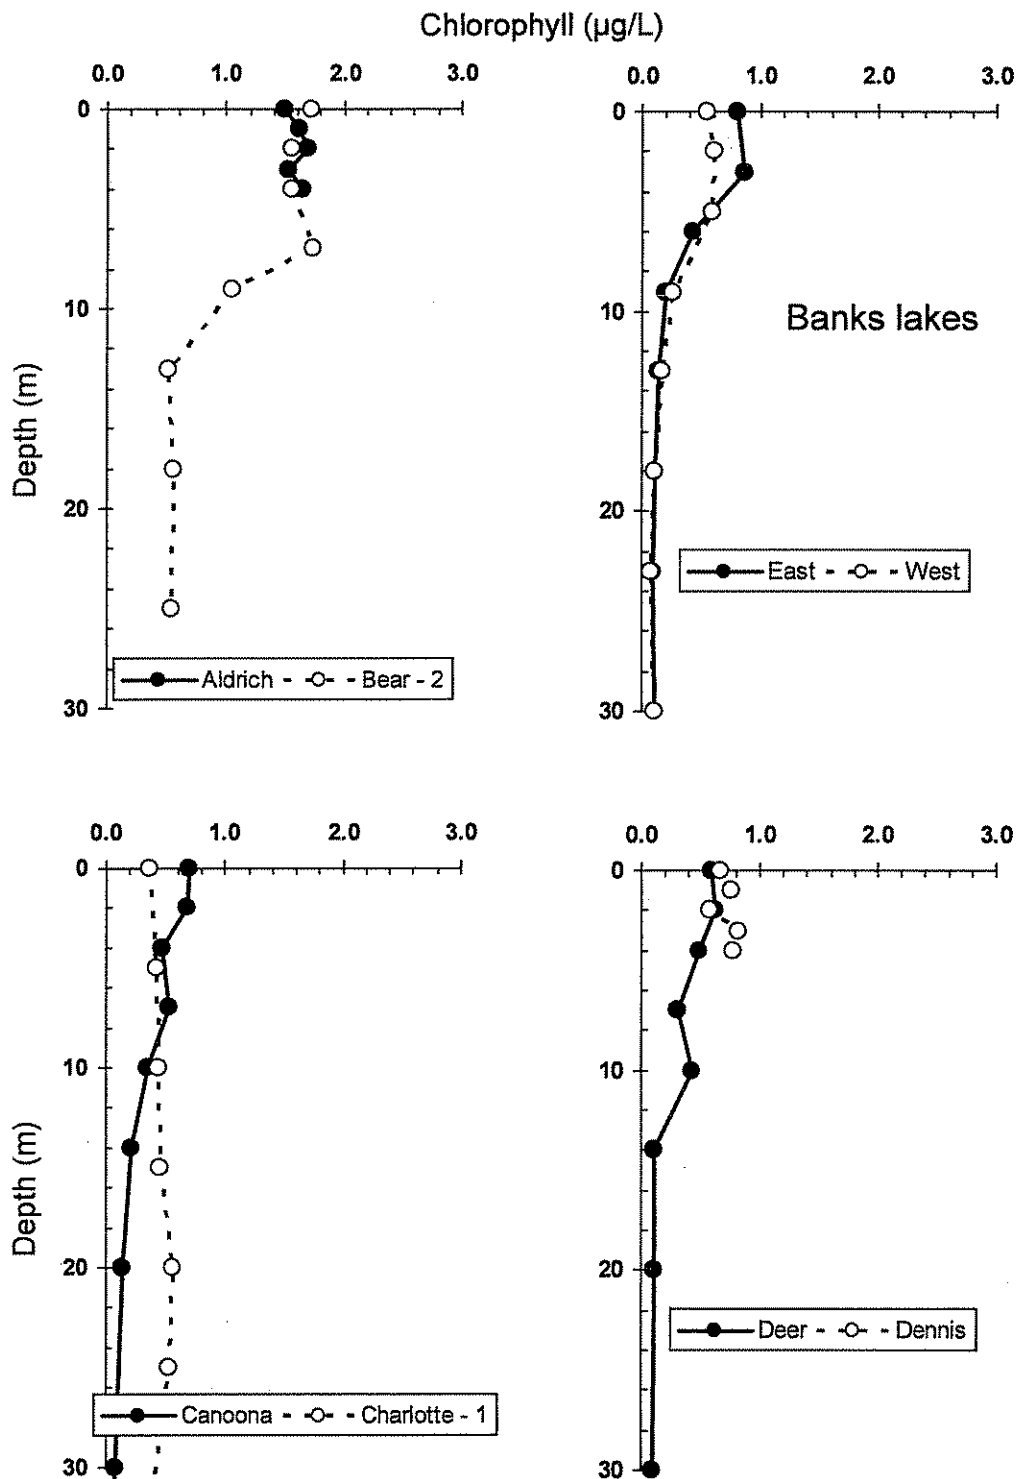 Chlorophyll (µg/L)
0.0 1.0 2.0 3.0
0.0 1.0 2.0 3.0
0
10
20
30
Depth (m)
Aldrich Bear - 2
0
10
20
30
Banks lakes
East West
0.0 1.0 2.0 3.0
0.0 1.0 2.0 3.0
0
10
20
30
Depth (m)
Canoona Charlotte - 1
0
10
20
30
Deer Dennis